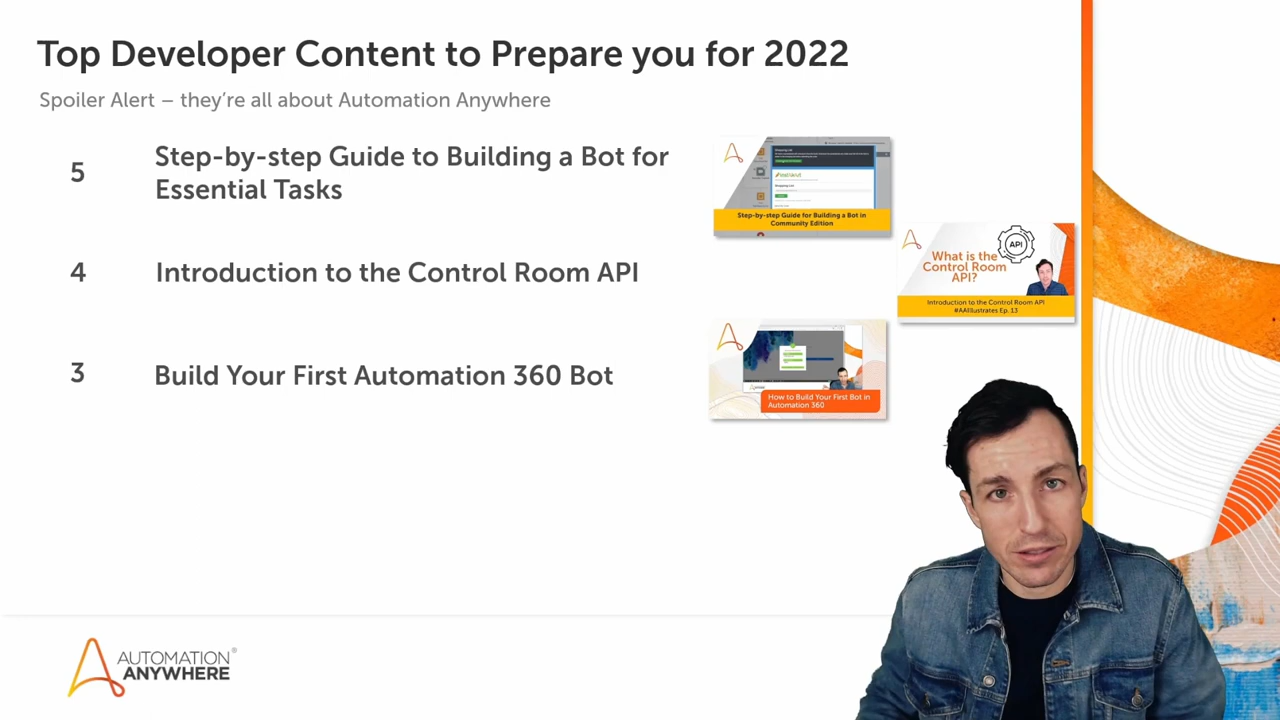 Top Developer Content to Prepare you for 2022
Spoiler Alert – they're all about Automation Anywhere
5
Step-by-step Guide to Building a Bot for
Essential Tasks
Step-by-step Guide for Building a Bot in
Community Edition
4
Introduction to the Control Room API
What is the
Control Room
API?
API
Introduction to the Control Room API
#AAIllustrates Ep. 13
3
Build Your First Automation 360 Bot
How to Build Your First Bot in
Automation 360
AUTOMATION®
ANYWHERE